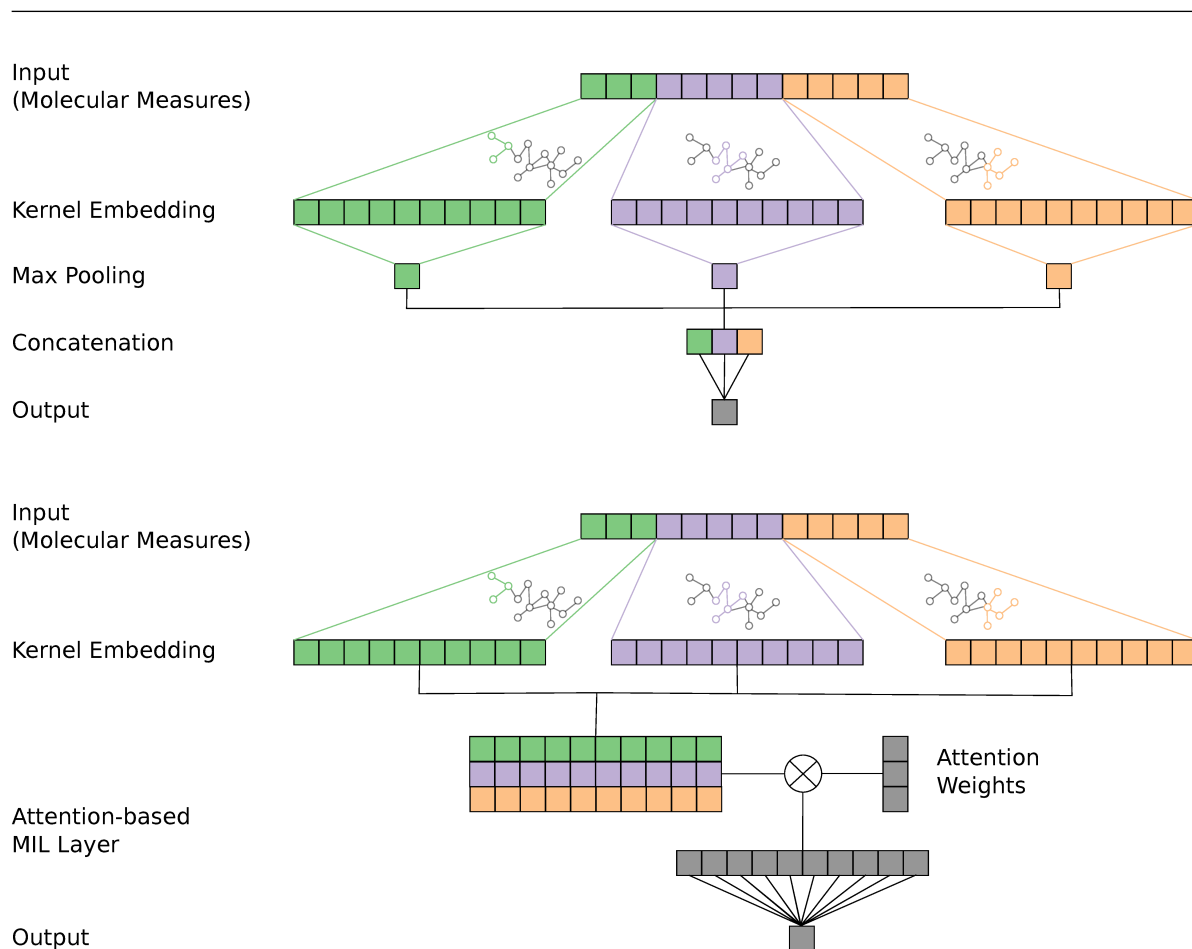 Input
(Molecular Measures)
Kernel Embedding
Max Pooling
Concatenation
Output
Input
(Molecular Measures)
Kernel Embedding
Attention
Weights
Attention-based
MIL Layer
Output